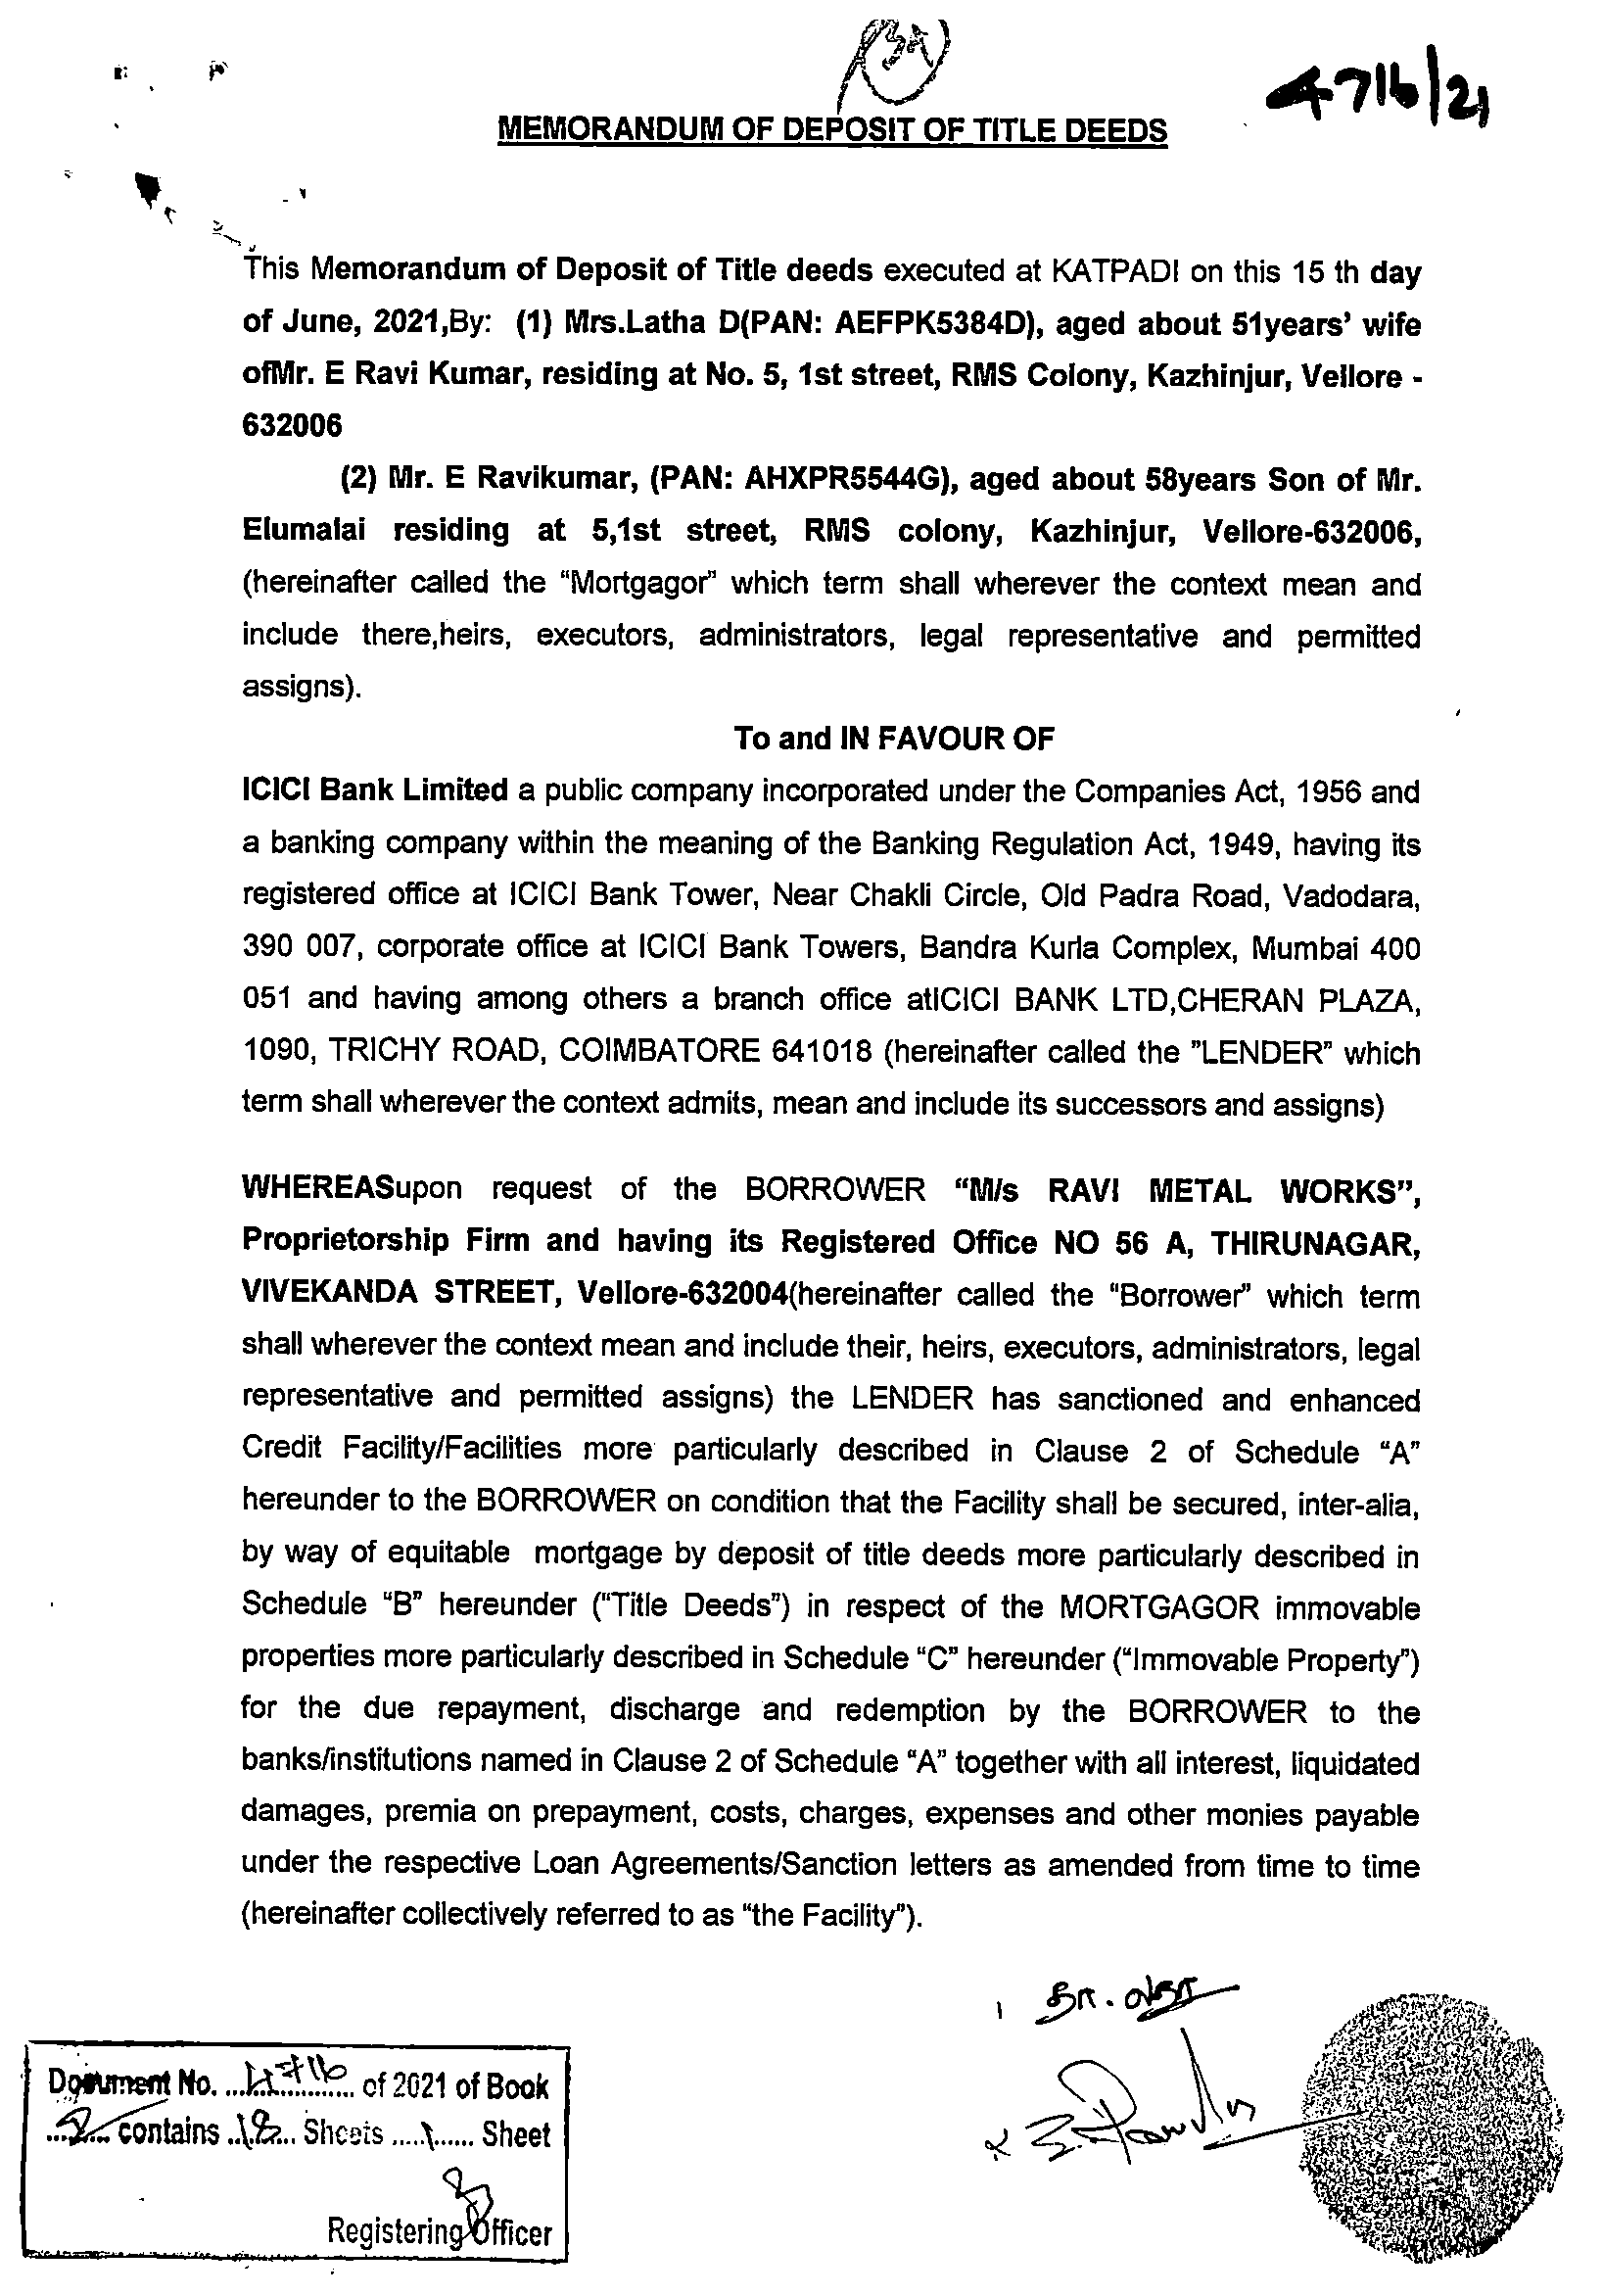 4716/21
MEMORANDUM OF DEPOSIT OF TITLE DEEDS
This Memorandum of Deposit of Title deeds executed at KATPADI on this 15 th day
of June, 2021,By: (1) Mrs.Latha D(PAN: AEFPK5384D), aged about 51years' wife
ofMr. E Ravi Kumar, residing at No. 5, 1st street, RMS Colony, Kazhinjur, Vellore -
632006
(2) Mr. E Ravikumar, (PAN: AHXPR5544G), aged about 58years Son of Mr.
Elumalai residing at 5,1st street, RMS colony, Kazhinjur, Vellore-632006,
(hereinafter called the “Mortgagor” which term shall wherever the context mean and
include there,heirs, executors, administrators, legal representative and permitted
assigns).
To and IN FAVOUR OF
ICICI Bank Limited a public company incorporated under the Companies Act, 1956 and
a banking company within the meaning of the Banking Regulation Act, 1949, having its
registered office at ICICI Bank Tower, Near Chakli Circle, Old Padra Road, Vadodara,
390 007, corporate office at ICICI Bank Towers, Bandra Kurla Complex, Mumbai 400
051 and having among others a branch office atICICI BANK LTD,CHERAN PLAZA,
1090, TRICHY ROAD, COIMBATORE 641018 (hereinafter called the ”LENDER” which
term shall wherever the context admits, mean and include its successors and assigns)
WHEREASupon request of the BORROWER “M/s RAVI METAL WORKS”,
Proprietorship Firm and having its Registered Office NO 56 A, THIRUNAGAR,
VIVEKANDA STREET, Vellore-632004(hereinafter called the “Borrower” which term
shall wherever the context mean and include their, heirs, executors, administrators, legal
representative and permitted assigns) the LENDER has sanctioned and enhanced
Credit Facility/Facilities more particularly described in Clause 2 of Schedule “A”
hereunder to the BORROWER on condition that the Facility shall be secured, inter-alia,
by way of equitable mortgage by deposit of title deeds more particularly described in
Schedule “B” hereunder (“Title Deeds”) in respect of the MORTGAGOR immovable
properties more particularly described in Schedule “C” hereunder (“Immovable Property”)
for the due repayment, discharge and redemption by the BORROWER to the
banks/institutions named in Clause 2 of Schedule “A” together with all interest, liquidated
damages, premia on prepayment, costs, charges, expenses and other monies payable
under the respective Loan Agreements/Sanction letters as amended from time to time
(hereinafter collectively referred to as “the Facility”).
Document No. ...4716... of 2021 of Book
contains ..18... Sheets ....1...... Sheet
Registering Officer